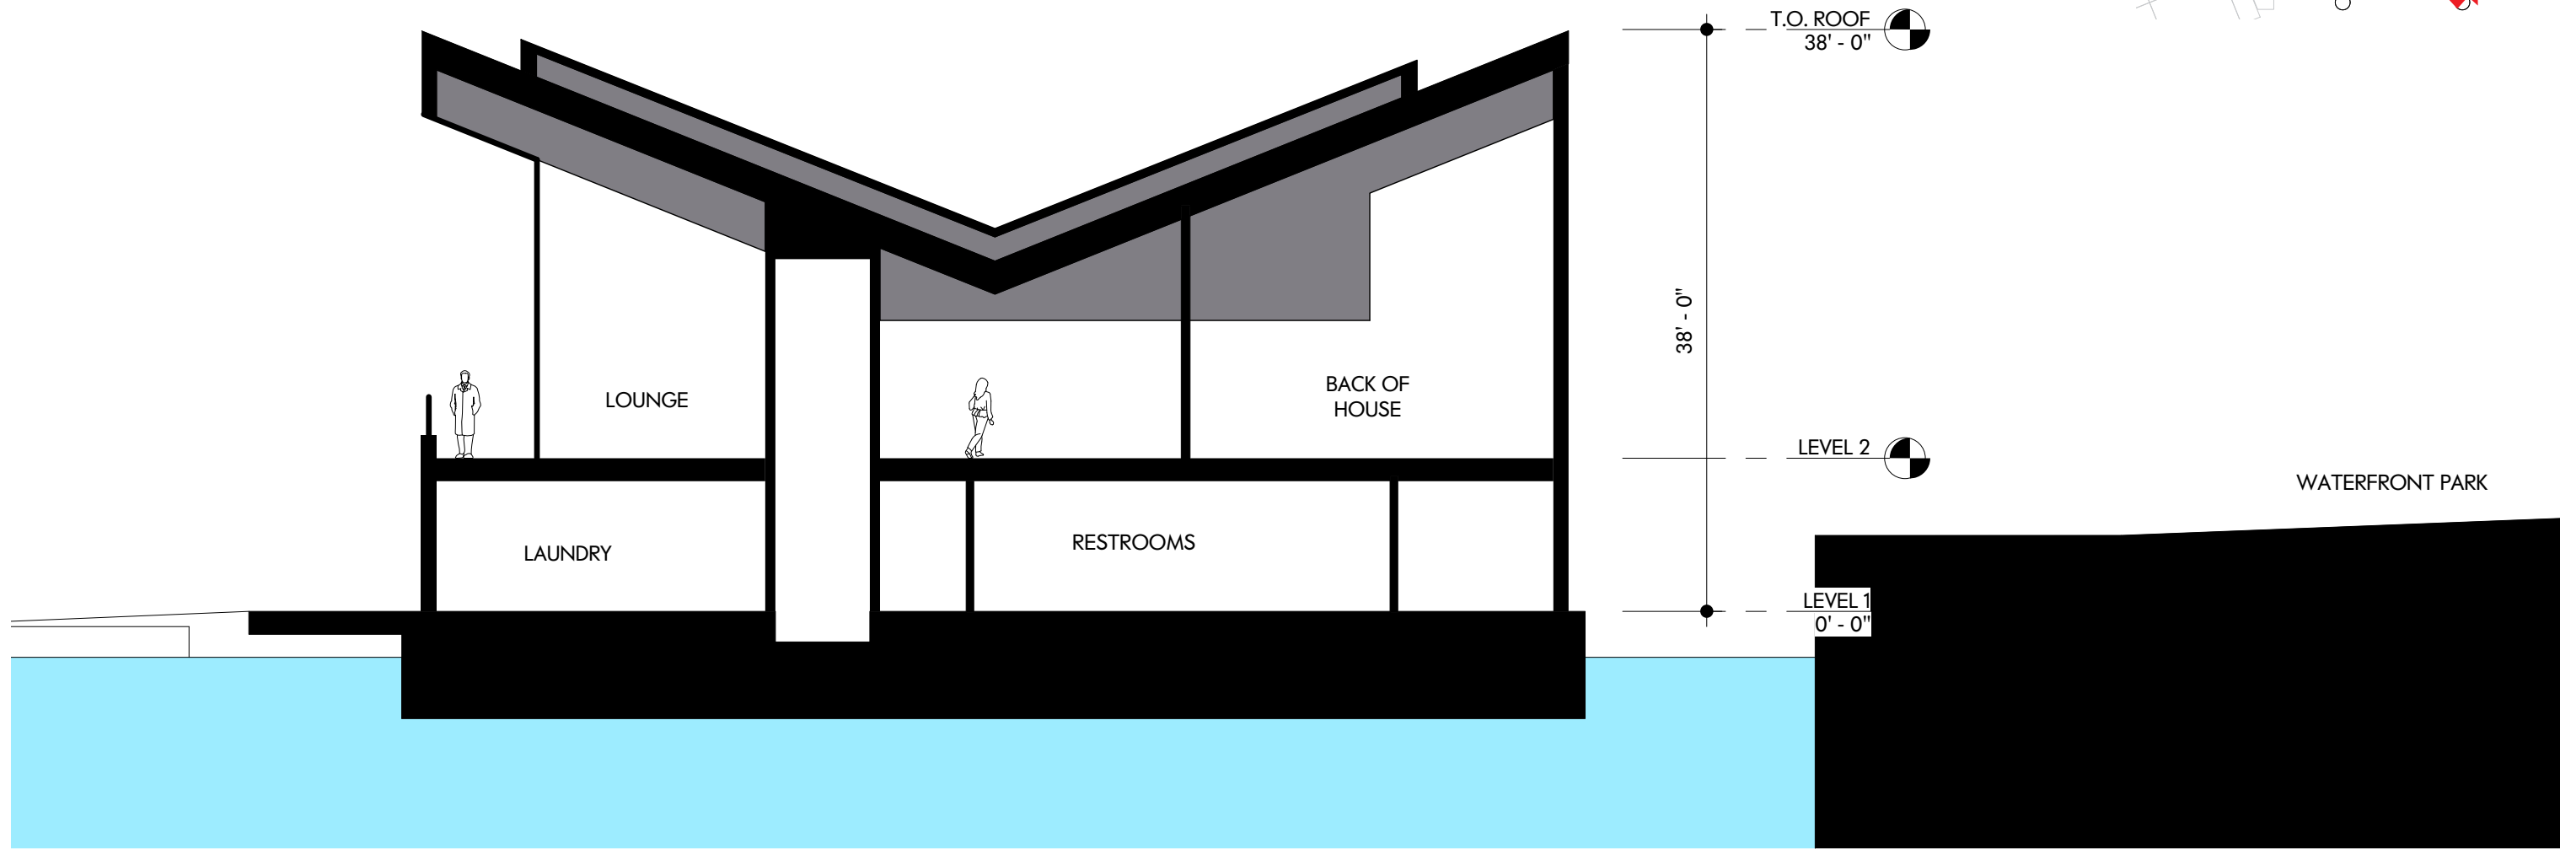 T.O. ROOF
38' - 0"
38' - 0"
LOUNGE
BACK OF
HOUSE
LEVEL 2
WATERFRONT PARK
LAUNDRY
RESTROOMS
LEVEL 1
0' - 0"